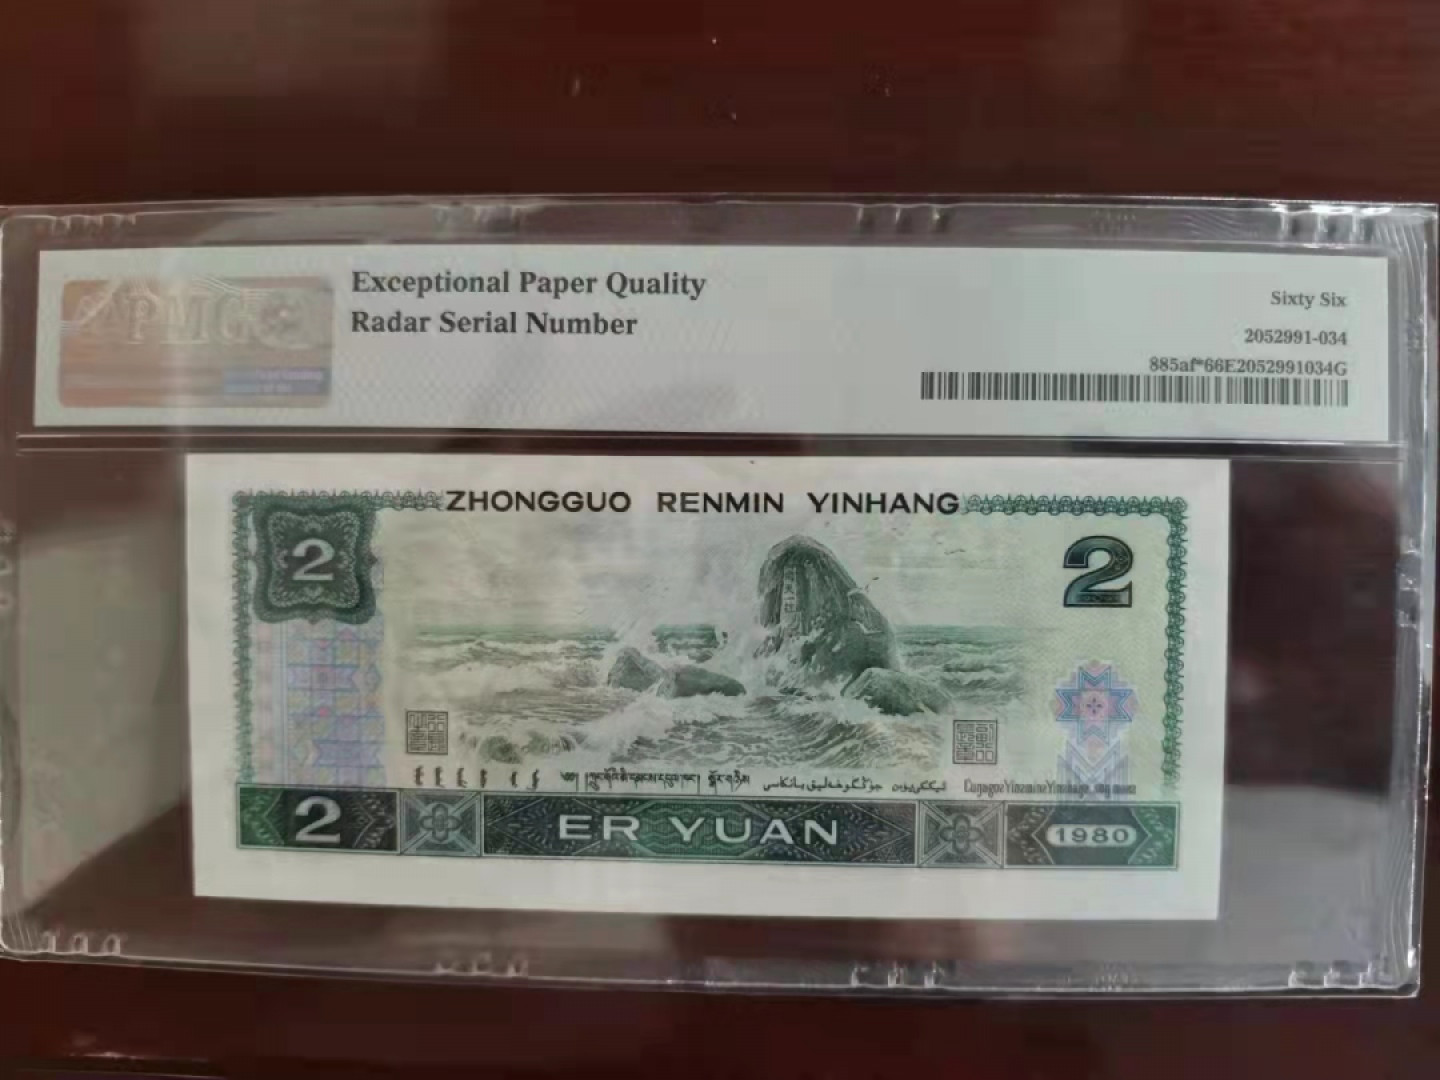 PMG
Exceptional Paper Quality
Radar Serial Number
Sixty Six
2052991-034
885af*66E2052991034G
ZHONGGUO RENMIN YINHANG
2
2
2
ER YUAN
1980